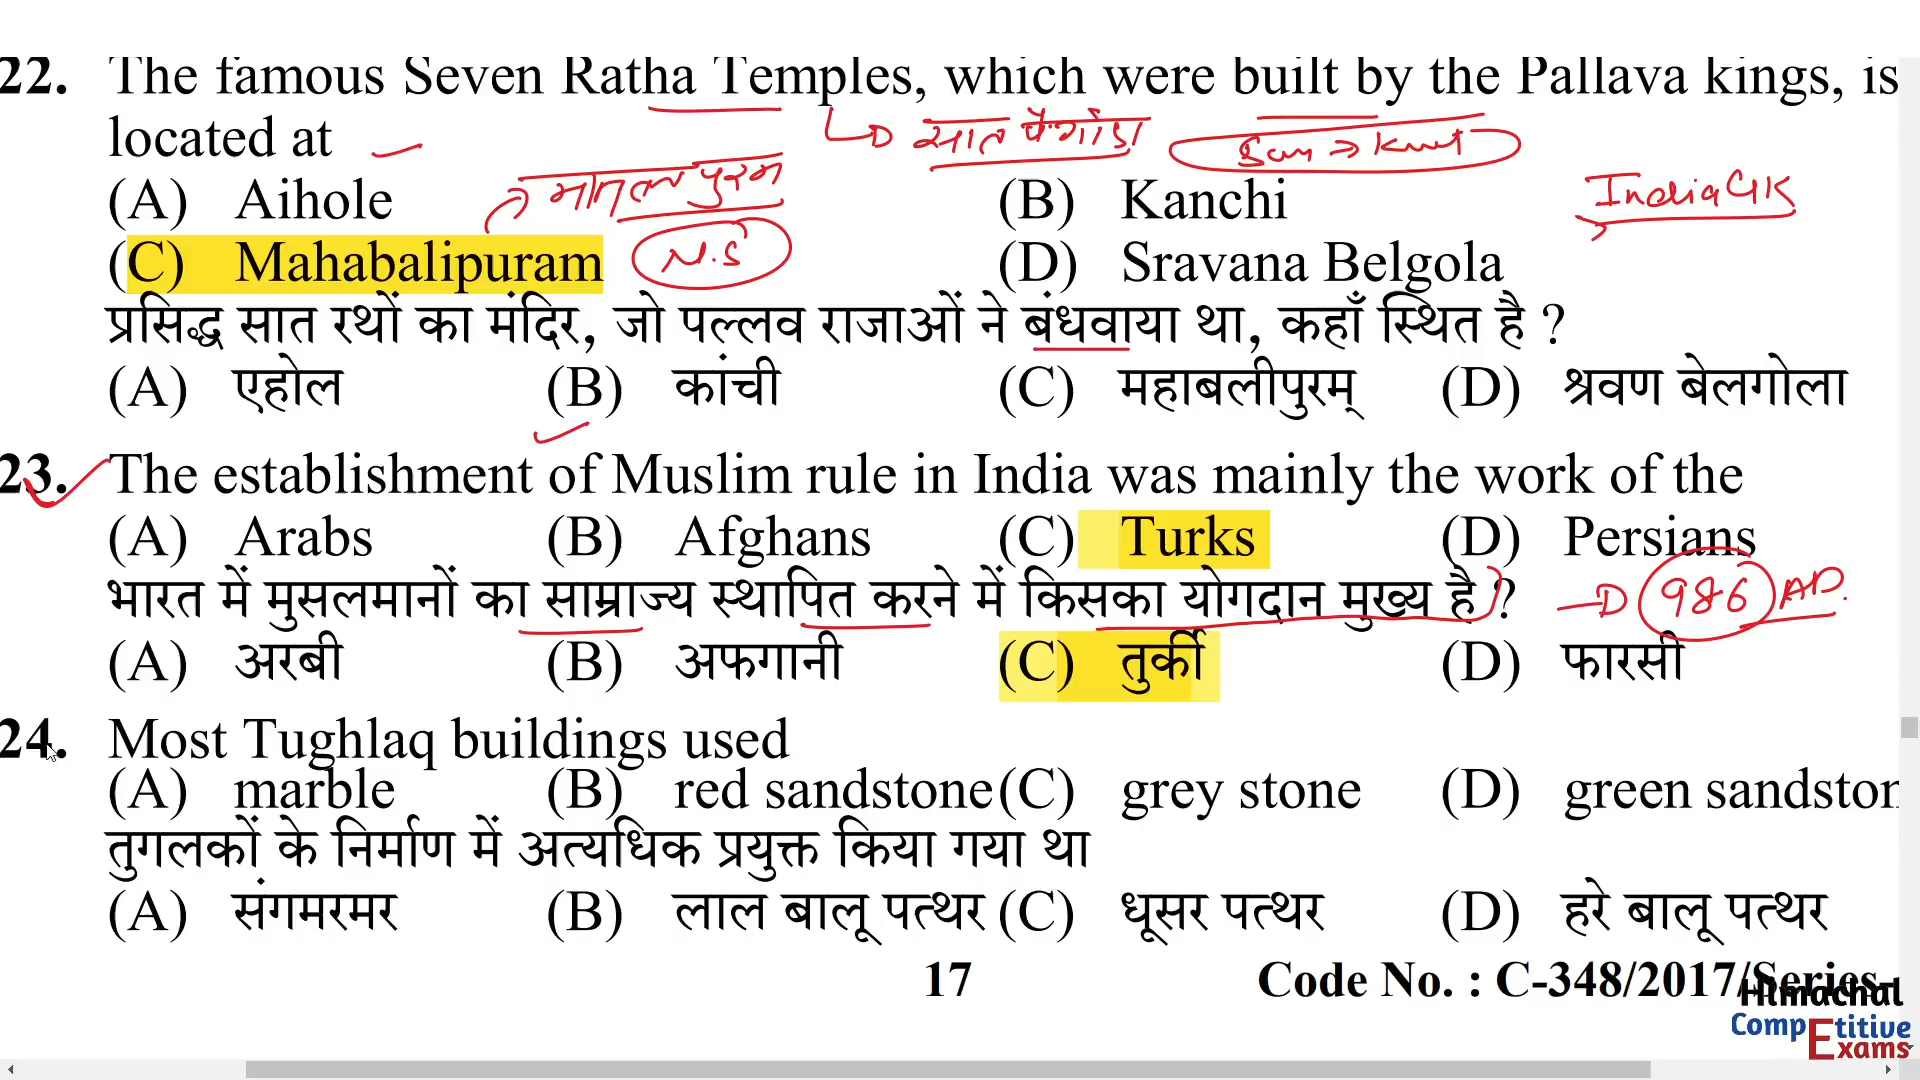 22. The famous Seven Ratha Temples, which were built by the Pallava kings, is
located at
सात पैगोडा
(A) Aihole (B) Kanchi
India GK
(C) Mahabalipuram N.S (D) Sravana Belgola
प्रसिद्ध सात रथों का मंदिर, जो पल्लव राजाओं ने बंधवाया था, कहाँ स्थित है ?
(A) एहोल (B) कांची (C) महाबलीपुरम् (D) श्रवण बेलगोला
23. The establishment of Muslim rule in India was mainly the work of the
(A) Arabs (B) Afghans (C) Turks (D) Persians
भारत में मुसलमानों का साम्राज्य स्थापित करने में किसका योगदान मुख्य है ? 986 AD.
(A) अरबी (B) अफगानी (C) तुर्की (D) फारसी
24. Most Tughlaq buildings used
(A) marble (B) red sandstone (C) grey stone (D) green sandston
तुगलकों के निर्माण में अत्यधिक प्रयुक्त किया गया था
(A) संगमरमर (B) लाल बालू पत्थर (C) धूसर पत्थर (D) हरे बालू पत्थर
17 Code No. : C-348/2017/Series-
Himachal
CompEtitive
Exams